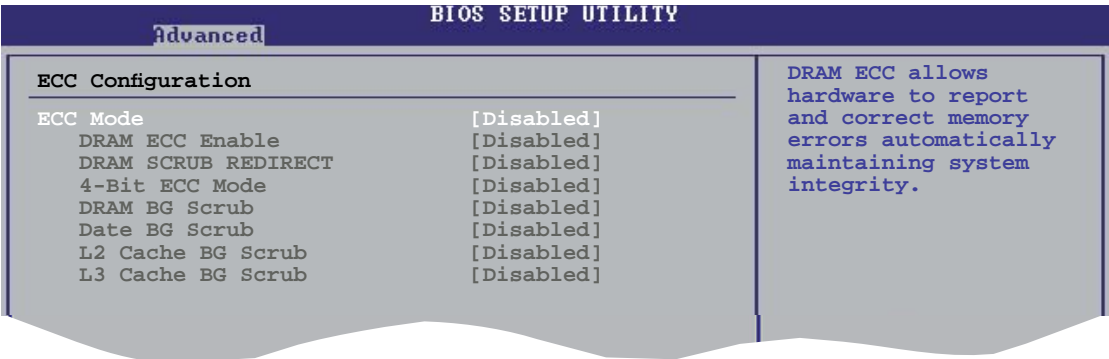 BIOS SETUP UTILITY
Advanced
ECC Configuration
ECC Mode [Disabled]
DRAM ECC Enable [Disabled]
DRAM SCRUB REDIRECT [Disabled]
4-Bit ECC Mode [Disabled]
DRAM BG Scrub [Disabled]
Date BG Scrub [Disabled]
L2 Cache BG Scrub [Disabled]
L3 Cache BG Scrub [Disabled]
DRAM ECC allows
hardware to report
and correct memory
errors automatically
maintaining system
integrity.